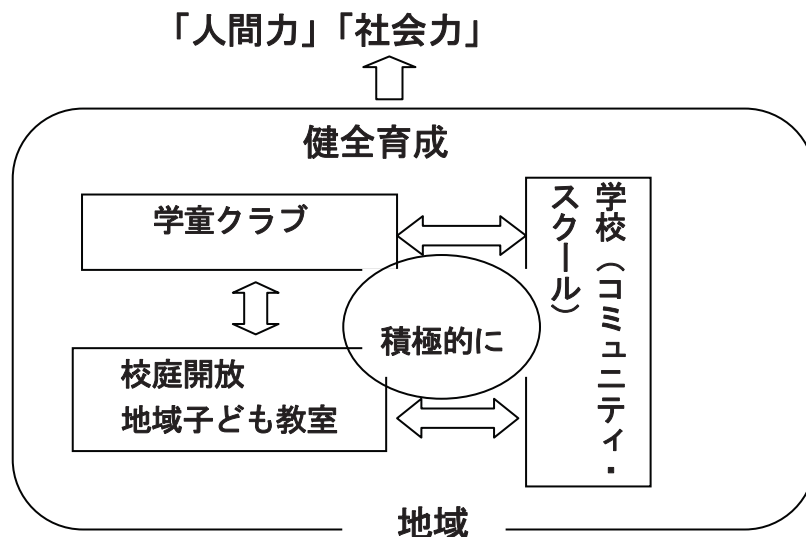 「人間力」「社会力」
健全育成
学童クラブ
学校（コミュニティ・
スクール）
積極的に
校庭開放
地域子ども教室
地域